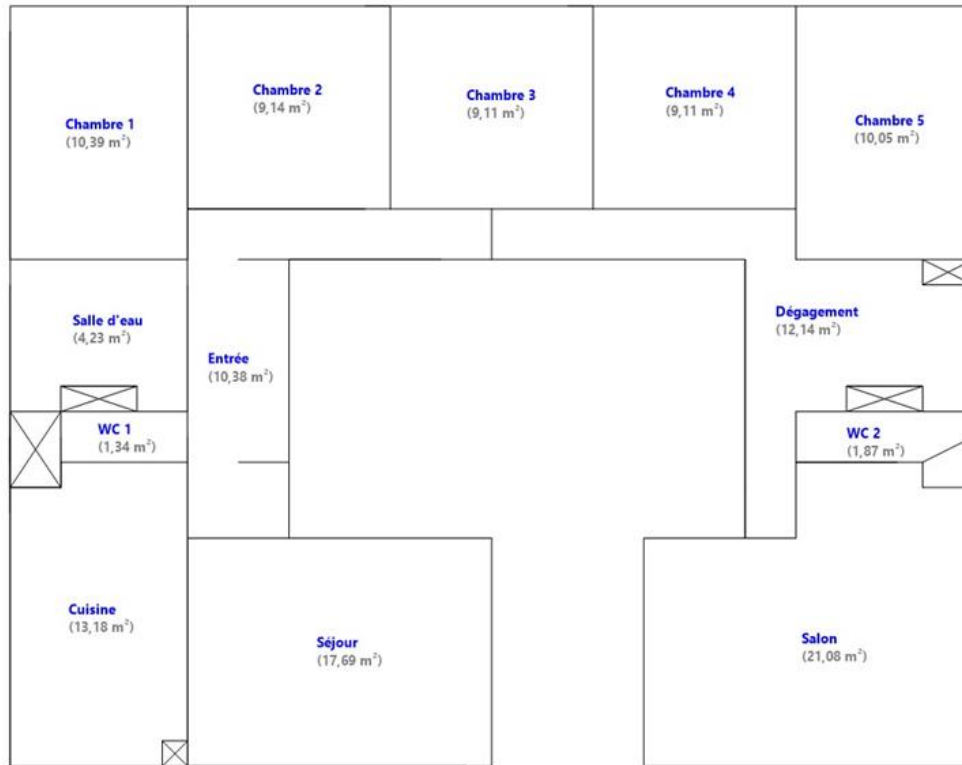 Chambre 1
(10,39 m²)
Chambre 2
(9,14 m²)
Chambre 3
(9,11 m²)
Chambre 4
(9,11 m²)
Chambre 5
(10,05 m²)
Salle d'eau
(4,23 m²)
Entrée
(10,38 m²)
Dégagement
(12,14 m²)
WC 1
(1,34 m²)
WC 2
(1,87 m²)
Cuisine
(13,18 m²)
Séjour
(17,69 m²)
Salon
(21,08 m²)